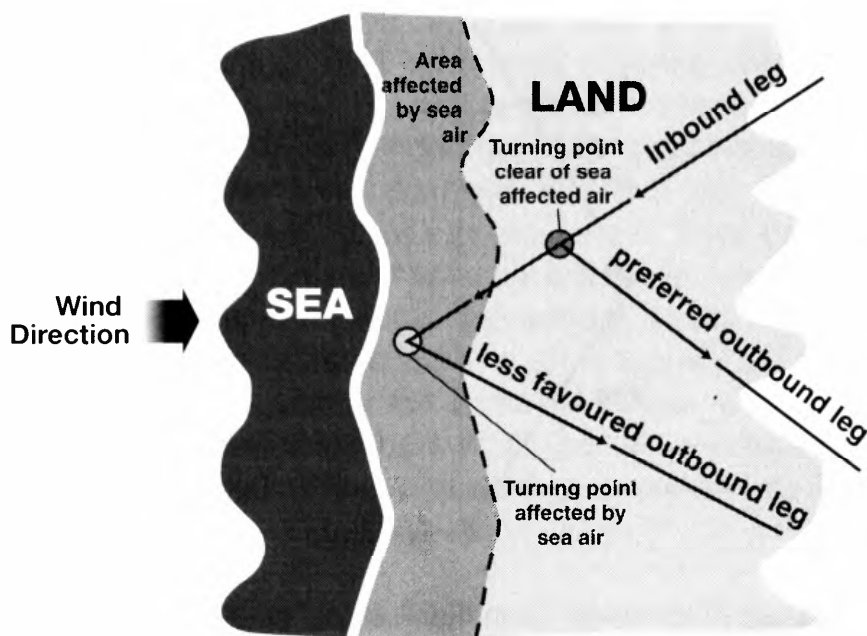 Area
affected
by sea
air
LAND
Inbound leg
Turning point
clear of sea
affected air
Wind
Direction
SEA
preferred outbound leg
less favoured outbound leg
Turning point
affected by
sea air